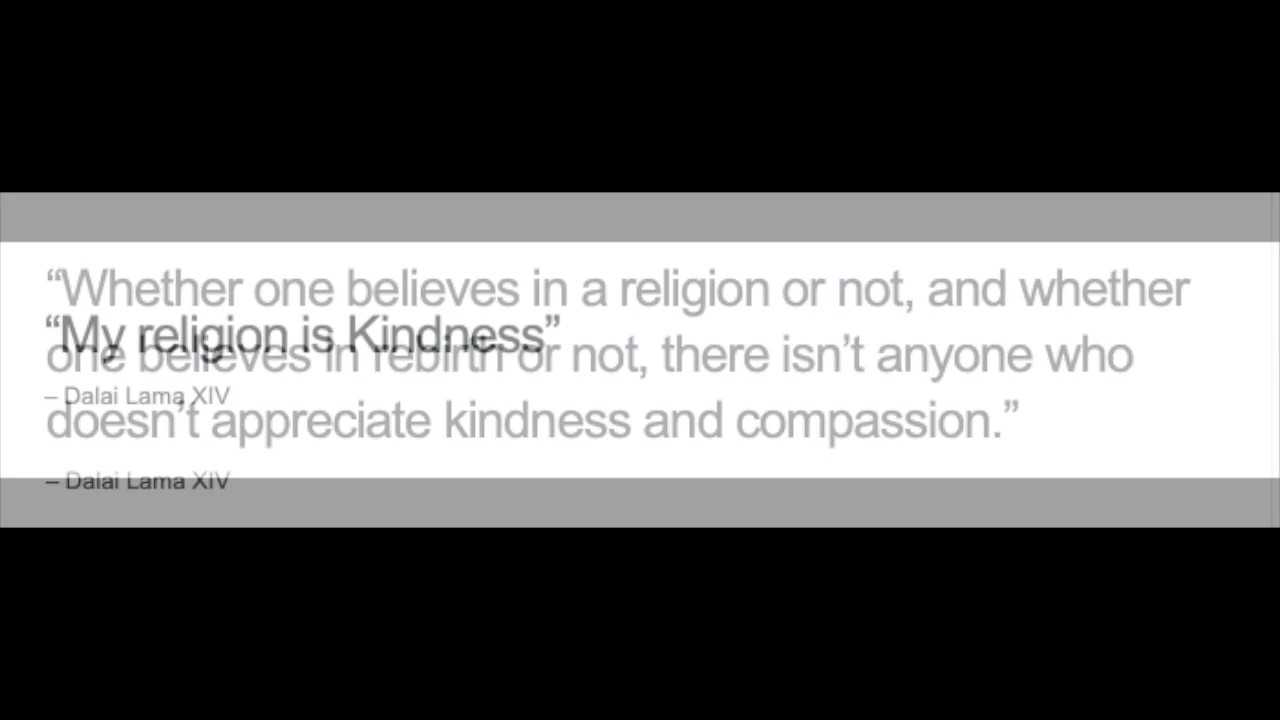 “Whether one believes in a religion or not, and whether
“My religion is Kindness”
one believes in rebirth or not, there isn’t anyone who
– Dalai Lama XIV
doesn’t appreciate kindness and compassion.”
– Dalai Lama XIV